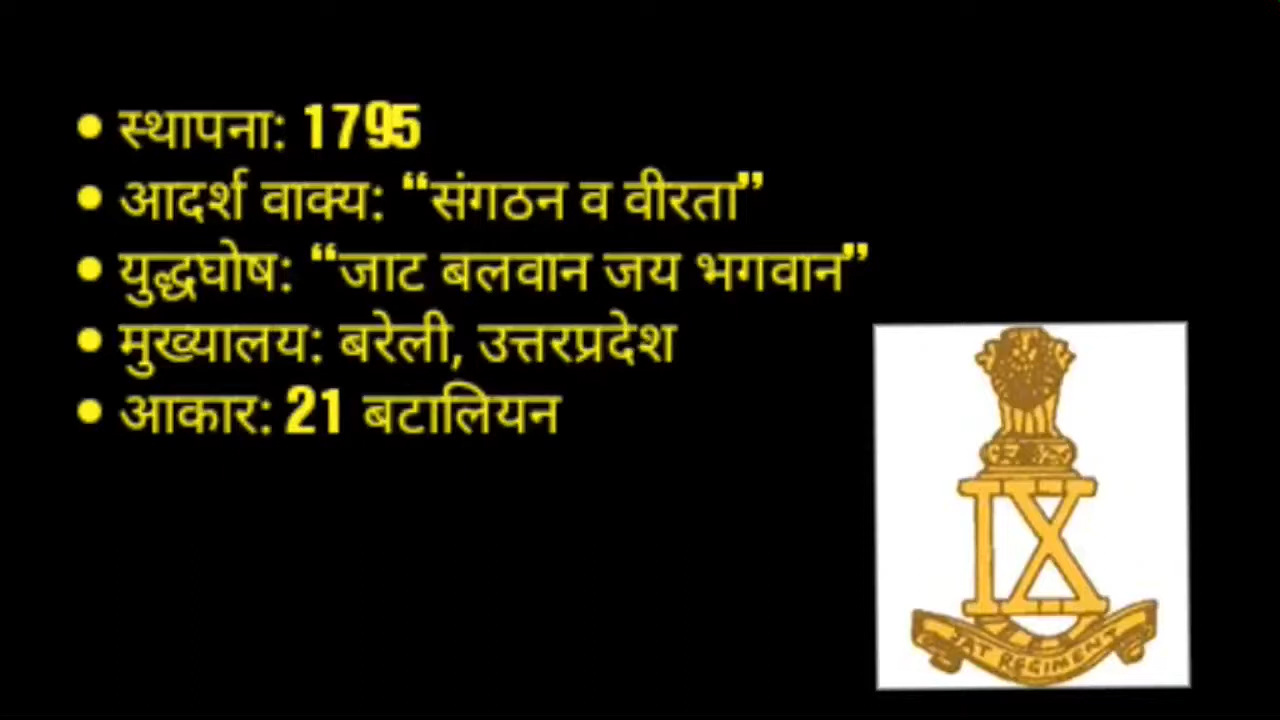 • स्थापना: 1795
• आदर्श वाक्य: “संगठन व वीरता”
• युद्धघोष: “जाट बलवान जय भगवान”
• मुख्यालय: बरेली, उत्तरप्रदेश
• आकार: 21 बटालियन
IX
JAT REGIMENT